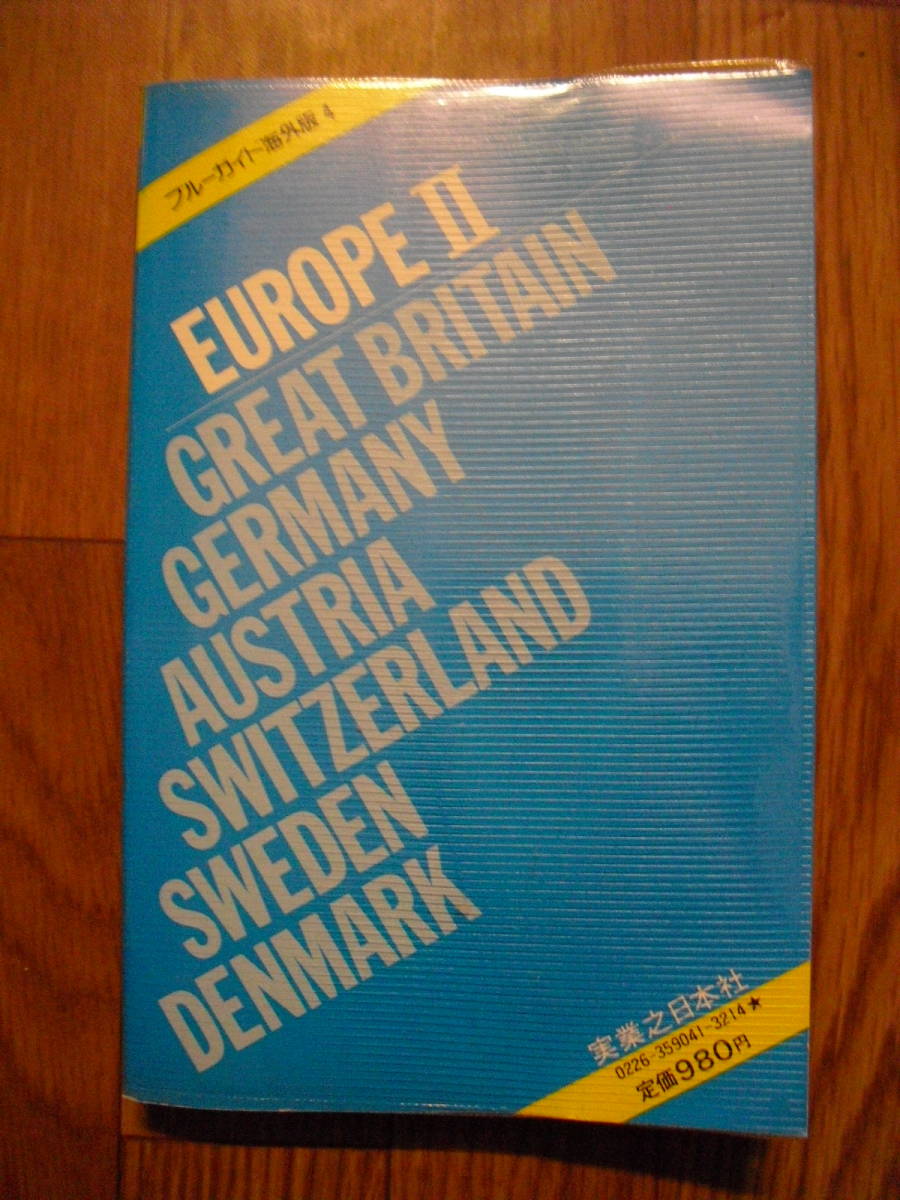 ブルーガイド海外版 4
EUROPE II
GREAT BRITAIN
GERMANY
AUSTRIA
SWITZERLAND
SWEDEN
DENMARK
実業之日本社
0226-359041-3214★
定価980円